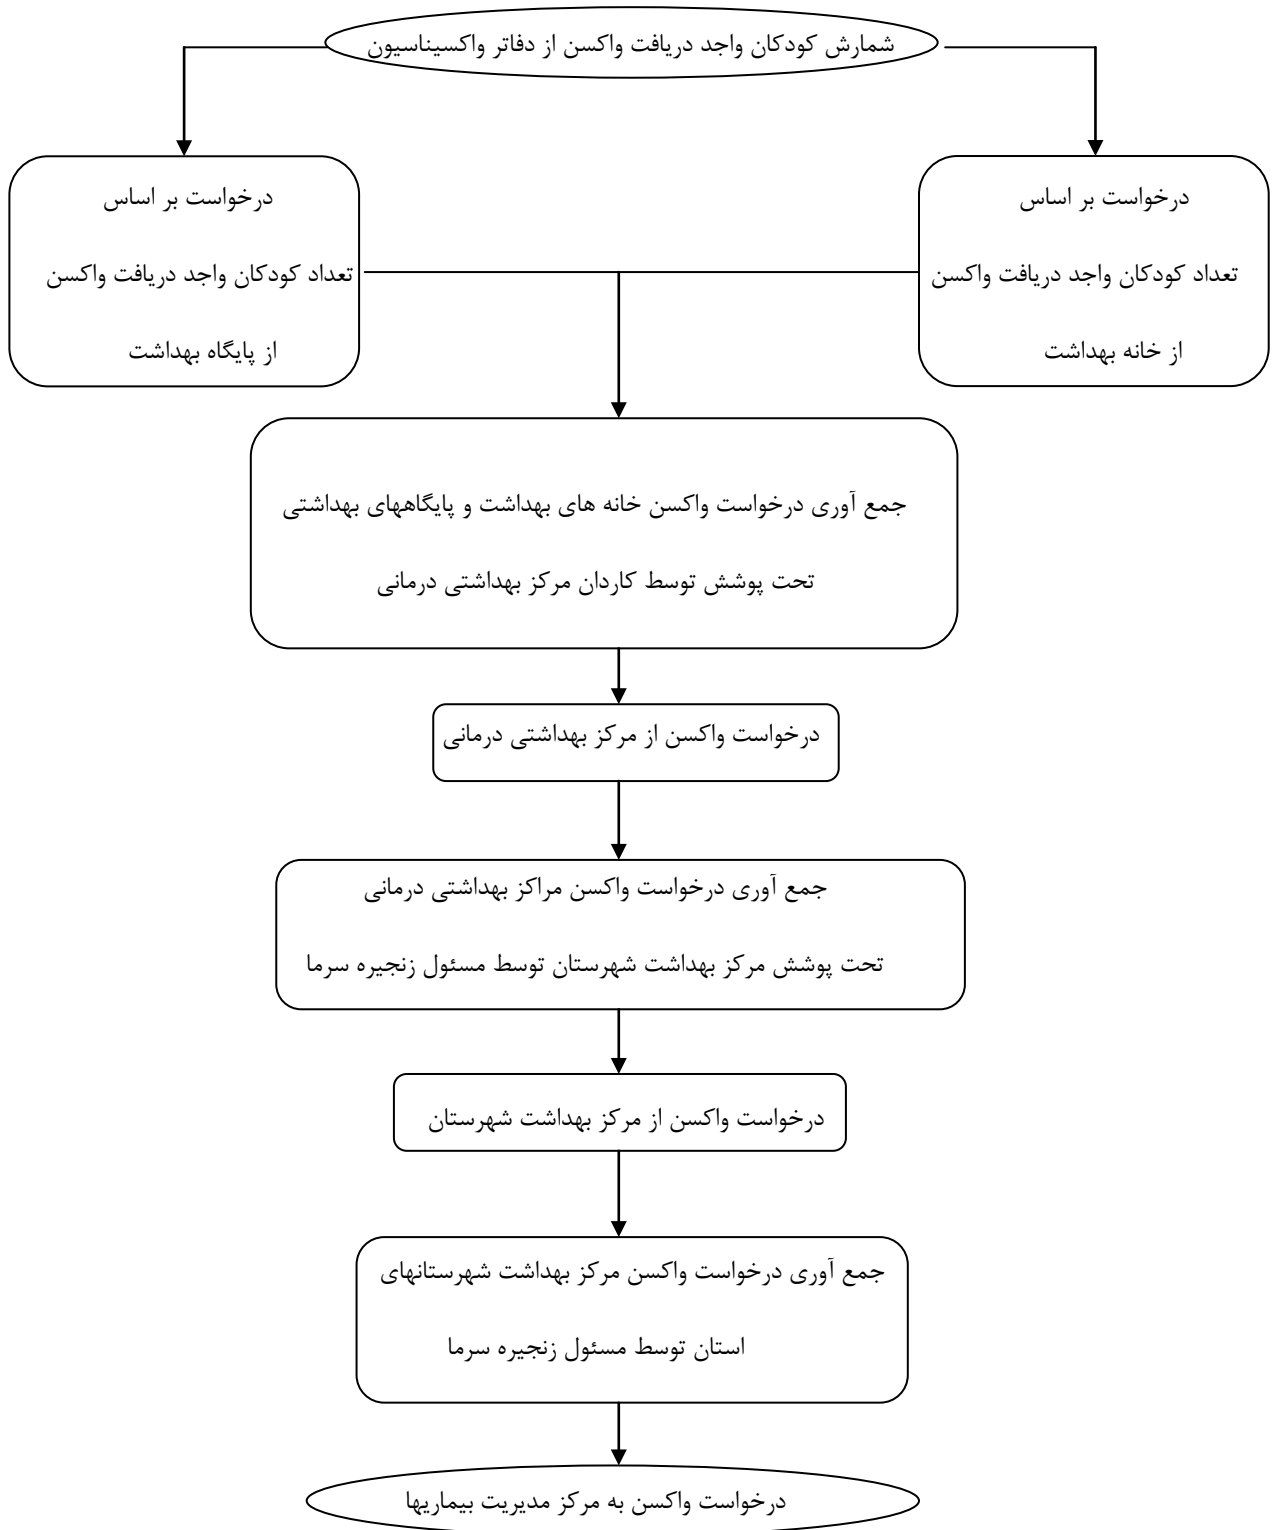 شمارش کودکان واجد دریافت واکسن از دفاتر واکسیناسیون
درخواست بر اساس
تعداد کودکان واجد دریافت واکسن
از خانه بهداشت
درخواست بر اساس
تعداد کودکان واجد دریافت واکسن
از پایگاه بهداشت
جمع آوری درخواست واکسن خانه های بهداشت و پایگاههای بهداشتی
تحت پوشش توسط کاردان مرکز بهداشتی درمانی
درخواست واکسن از مرکز بهداشتی درمانی
جمع آوری درخواست واکسن مراکز بهداشتی درمانی
تحت پوشش مرکز بهداشت شهرستان توسط مسئول زنجیره سرما
درخواست واکسن از مرکز بهداشت شهرستان
جمع آوری درخواست واکسن مرکز بهداشت شهرستانهای
استان توسط مسئول زنجیره سرما
درخواست واکسن به مرکز مدیریت بیماریها